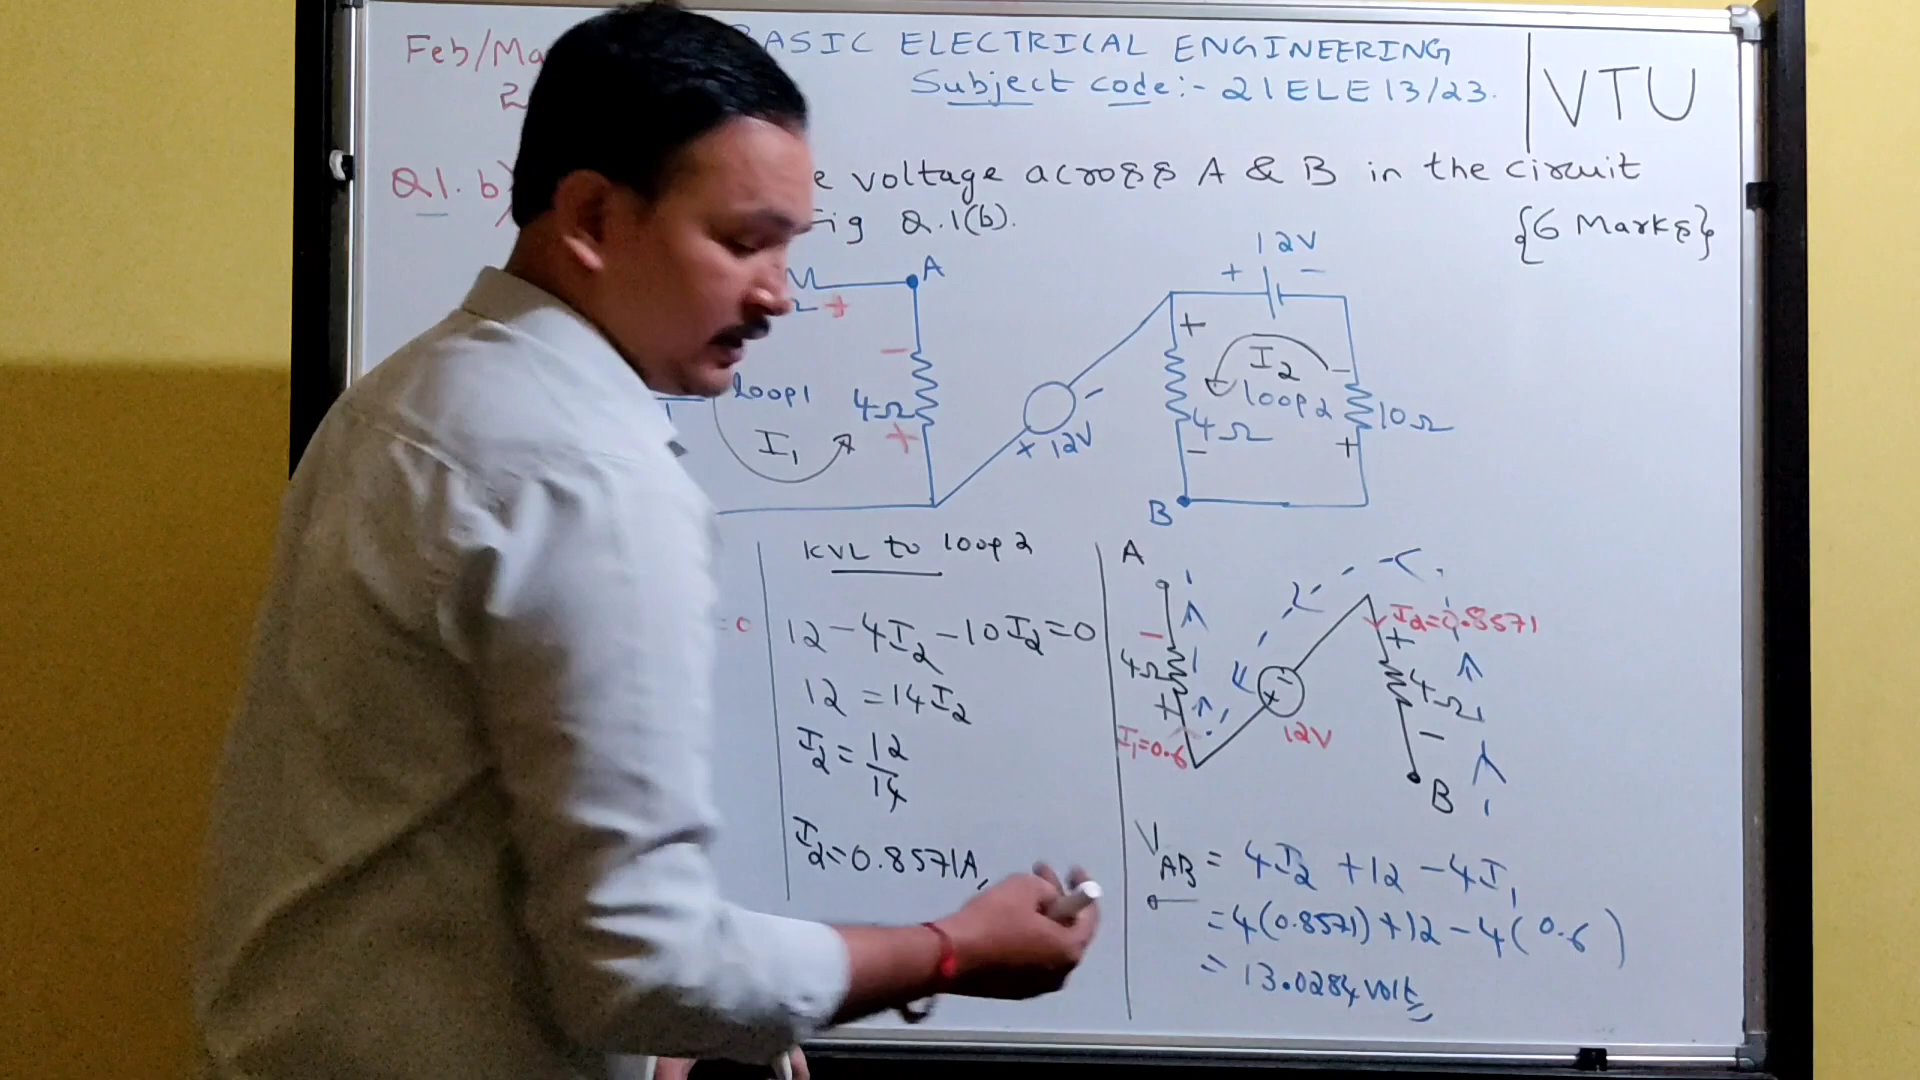 BASIC ELECTRICAL ENGINEERING
Subject code:- 21ELE13/23.
VTU
Feb/Ma
2
Q1. b)
e voltage across A & B in the circuit
Fig Q.1(b).
{6 Marks}
A
+
-
4Ω
+
loop1
I1
- 
+ 12V
12V
+ -
+
4Ω
-
I2
loop2
-
10Ω
+
B
= 0
KVL to loop 2
12 - 4I2 - 10I2 = 0
12 = 14I2
I2 = 12/14
I2 = 0.8571A
A
-
4Ω
+
I1=0.6
- +
12V
I2=0.8571
+
4Ω
-
B
VAB = 4I2 + 12 - 4I1
= 4(0.8571) + 12 - 4(0.6)
= 13.0284 volt